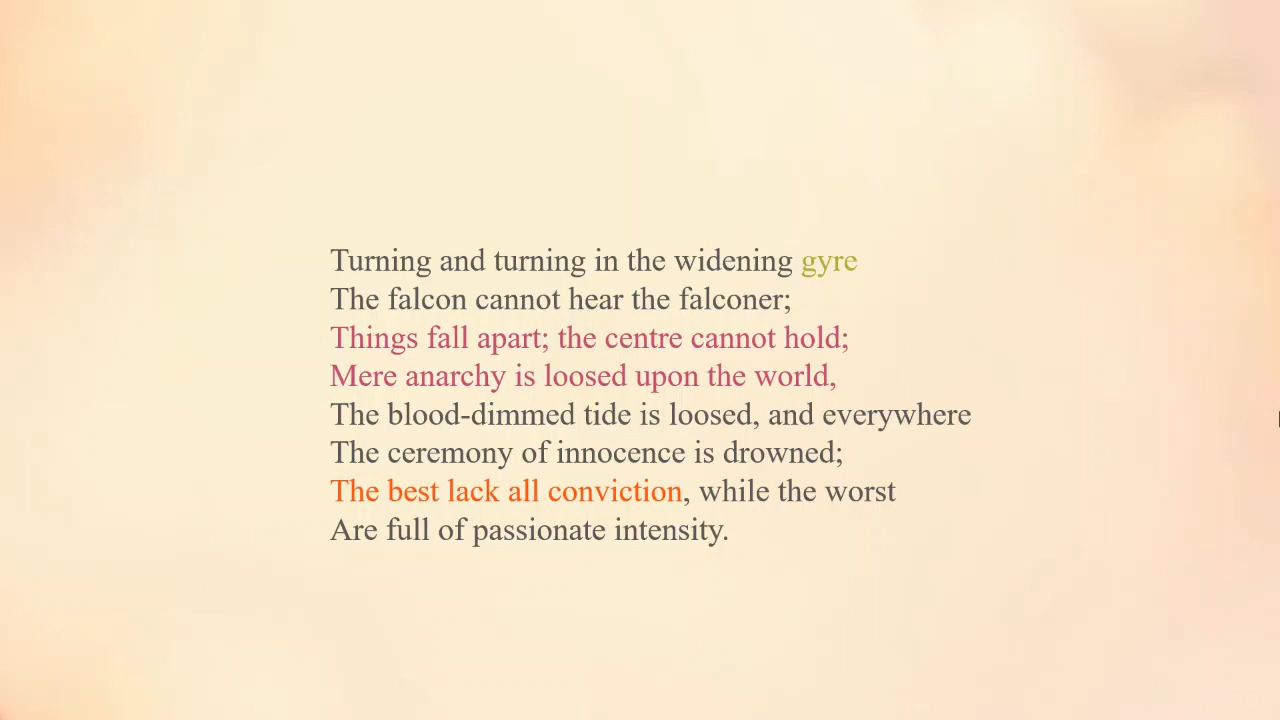 Turning and turning in the widening gyre
The falcon cannot hear the falconer;
Things fall apart; the centre cannot hold;
Mere anarchy is loosed upon the world,
The blood-dimmed tide is loosed, and everywhere
The ceremony of innocence is drowned;
The best lack all conviction, while the worst
Are full of passionate intensity.